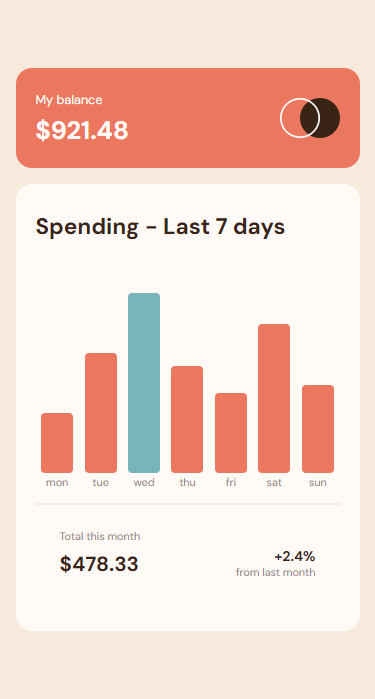 My balance
$921.48
Spending - Last 7 days
mon tue wed thu fri sat sun
Total this month
$478.33
+2.4%
from last month